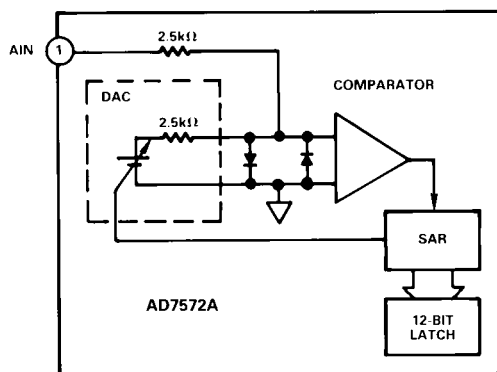 AIN
1
2.5kΩ
COMPARATOR
DAC
2.5kΩ
SAR
AD7572A
12-BIT
LATCH